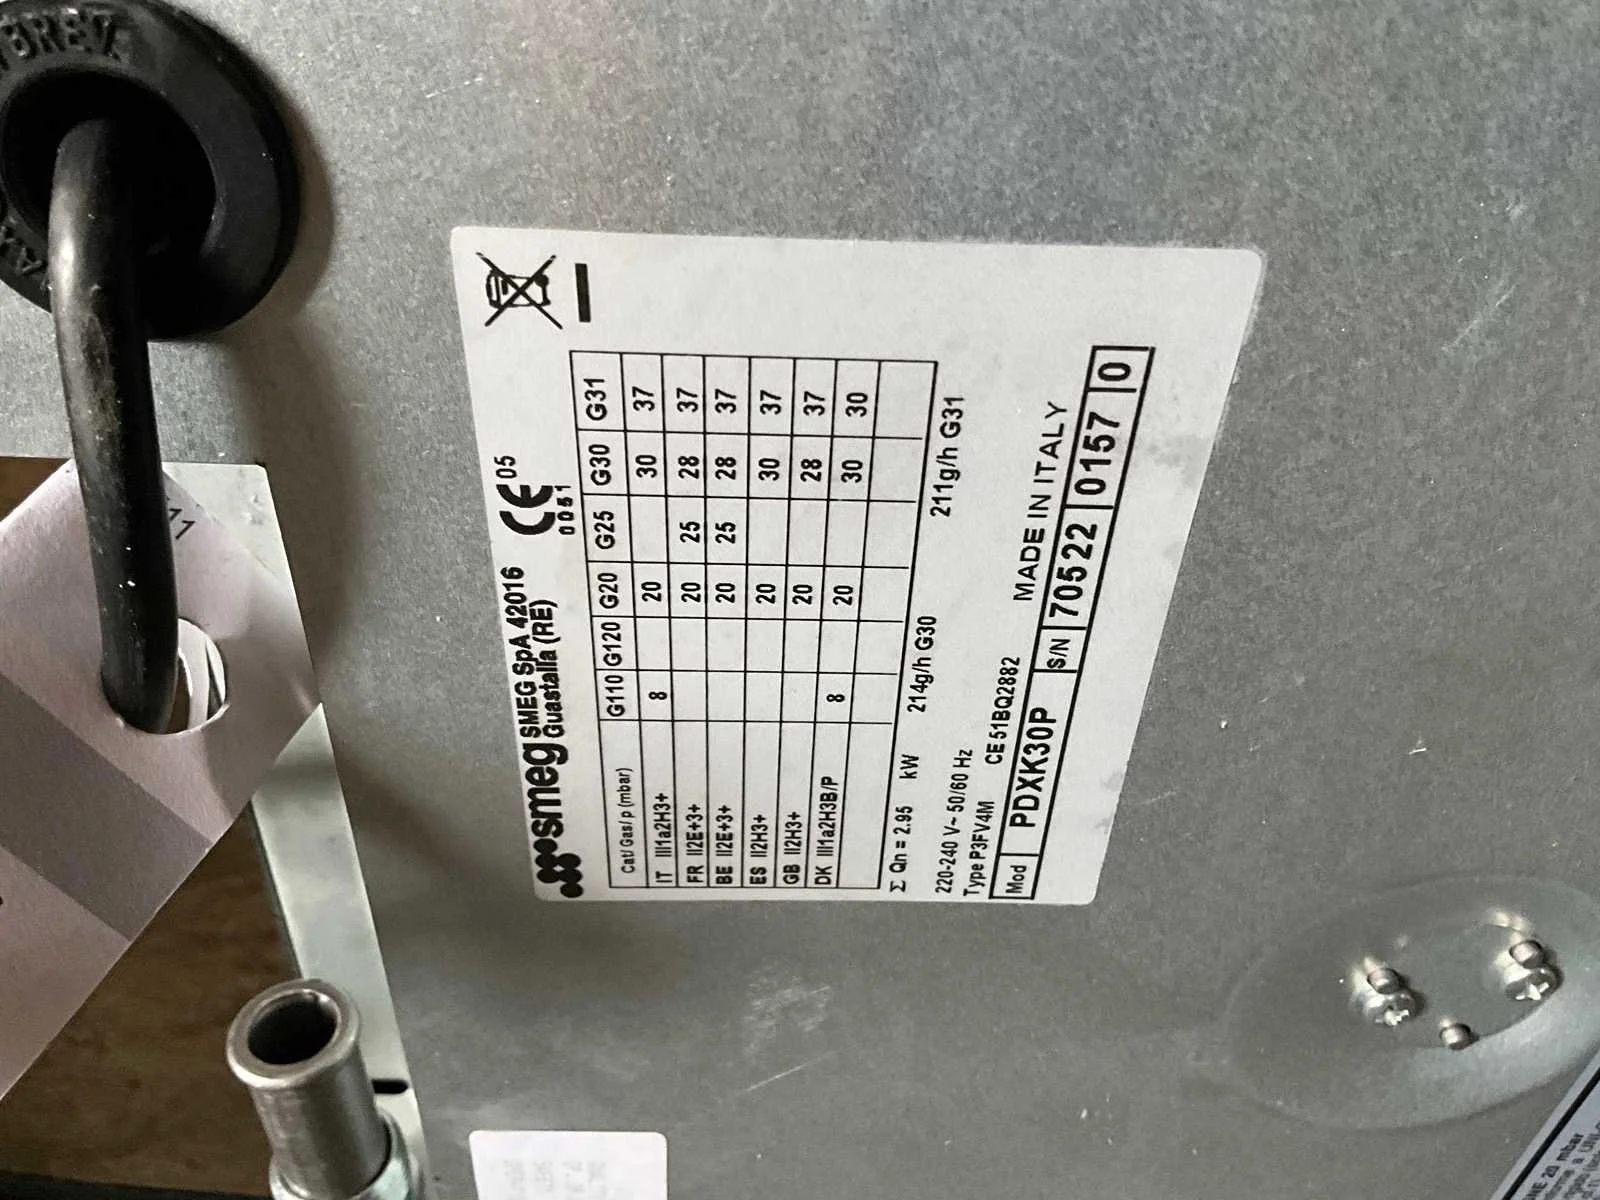 smeg SMEG SpA 42016
Guastalla (RE)
CE 05
0051
Cat/ Gas/ p (mbar) G110 G120 G20 G25 G30 G31
IT III1a2H3+ 8 20 30 37
FR II2E+3+ 20 25 28 37
BE II2E+3+ 20 25 28 37
ES II2H3+ 20 30 37
GB II2H3+ 20 28 37
DK III1a2H3B/P 8 20 30 30
Σ Qn = 2.95 kW 214g/h G30 211g/h G31
220-240 V~ 50/60 Hz
Type P3FV4M CE 51BQ2882 MADE IN ITALY
Mod PDXK30P S/N 70522 0157 0
11
20 mbar